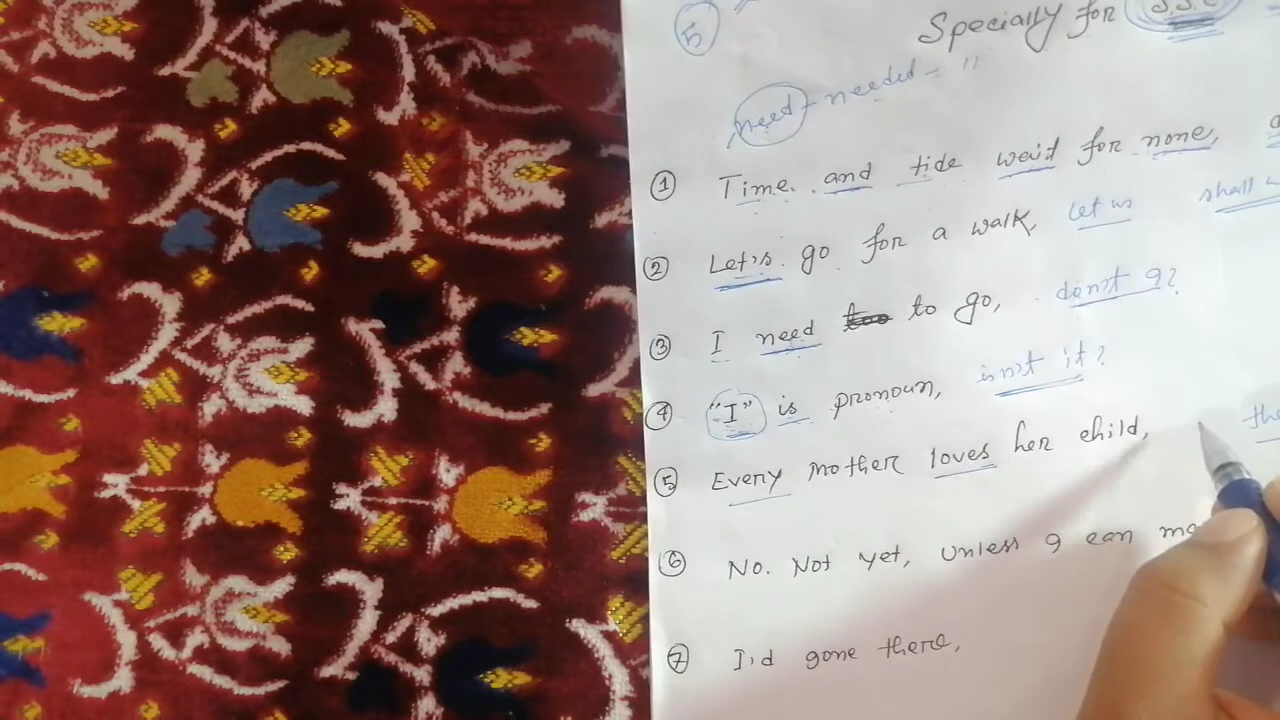 5
Specially for S.S.C
need - needed - "
① Time and tide wait for none,
② Let's go for a walk, let us shall
③ I need to go, don't I?
④ "I" is pronoun, isn't it?
⑤ Every mother loves her child,
⑥ No. Not yet, unless I can
⑦ I'd gone there,